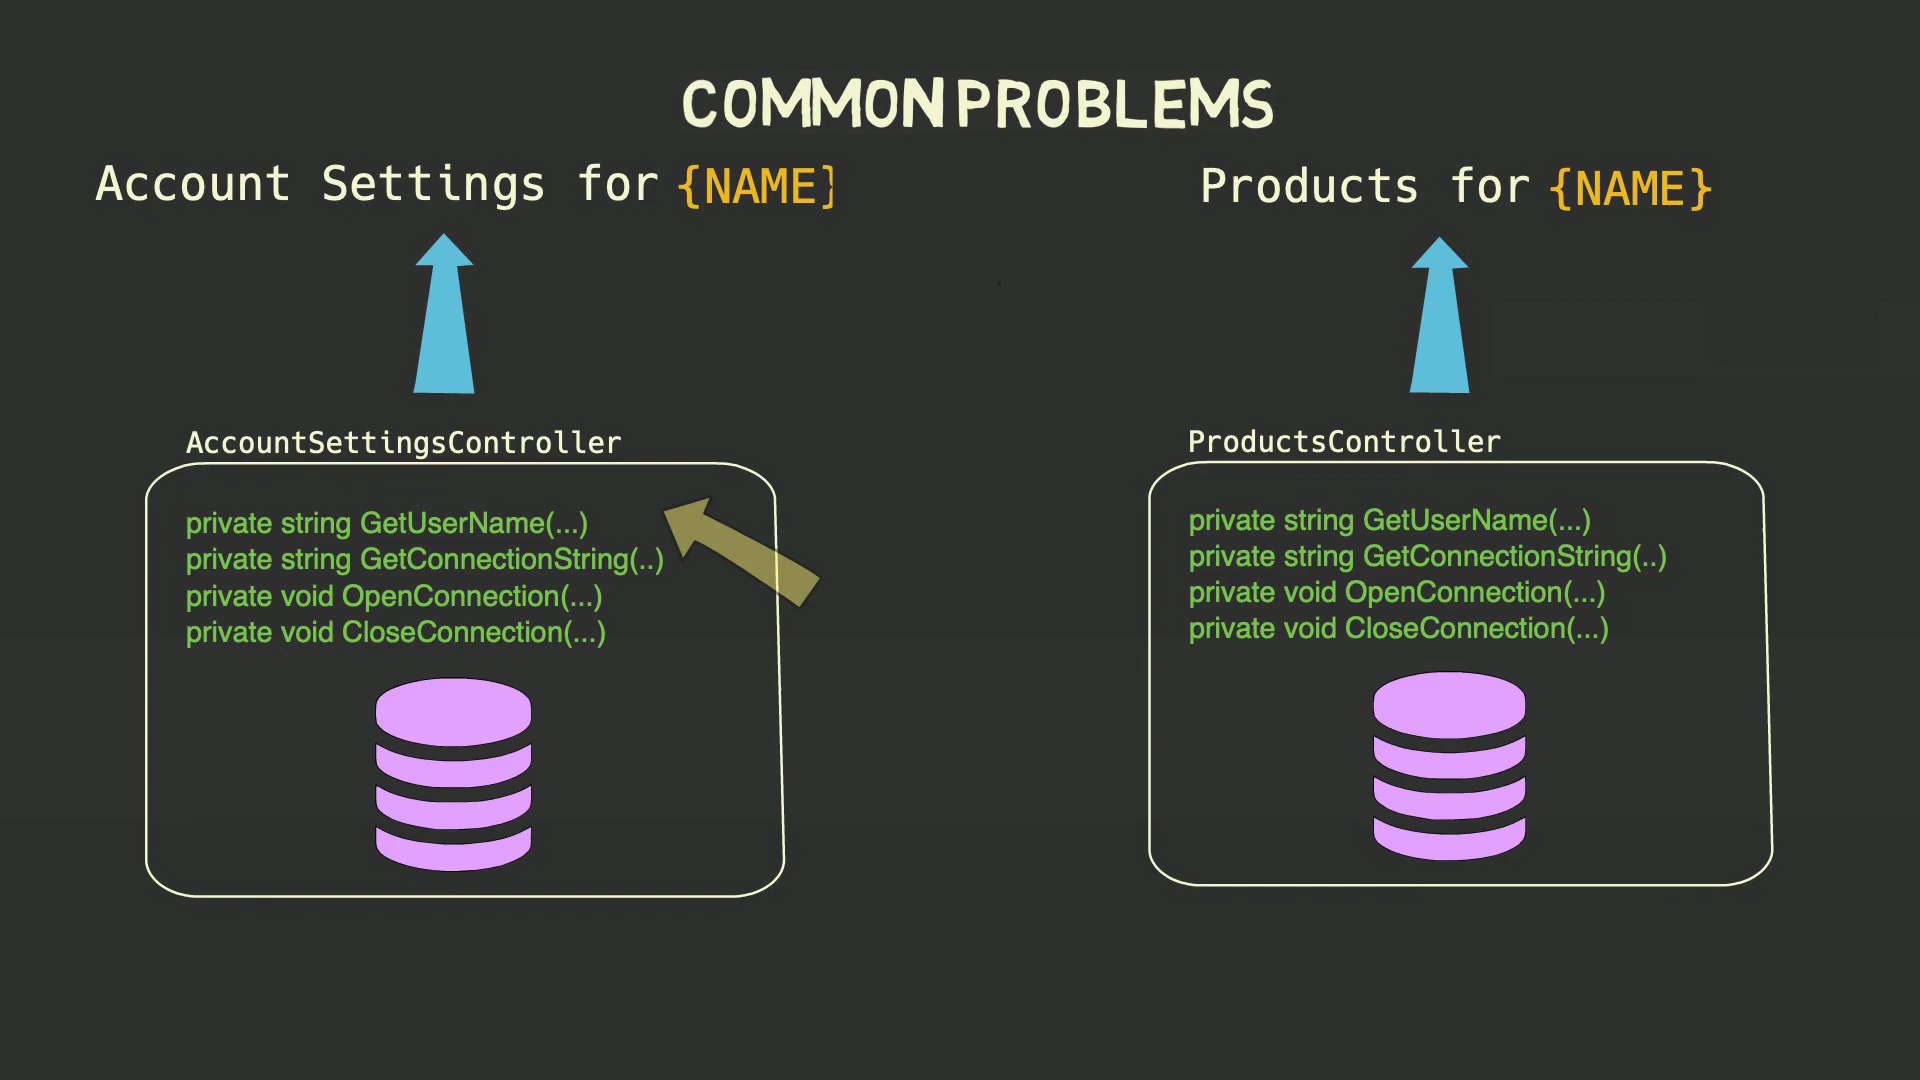 COMMON PROBLEMS
Account Settings for {NAME}
Products for {NAME}
AccountSettingsController
private string GetUserName(...)
private string GetConnectionString(..)
private void OpenConnection(...)
private void CloseConnection(...)
ProductsController
private string GetUserName(...)
private string GetConnectionString(..)
private void OpenConnection(...)
private void CloseConnection(...)